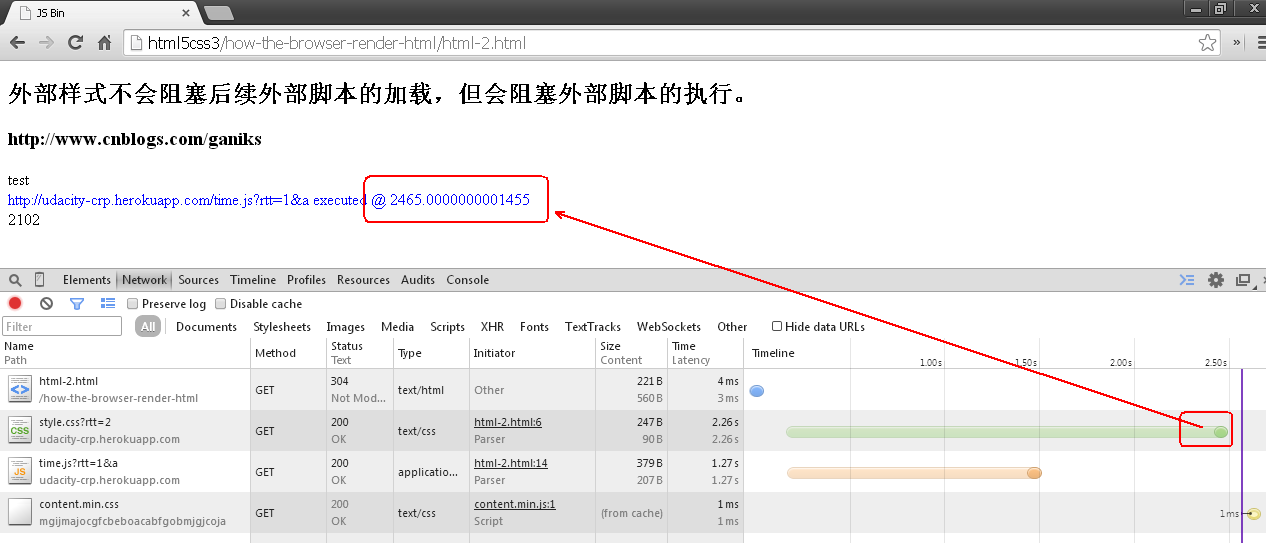 JS Bin
html5css3/how-the-browser-render-html/html-2.html
外部样式不会阻塞后续外部脚本的加载，但会阻塞外部脚本的执行。
http://www.cnblogs.com/ganiks
test
http://udacity-crp.herokuapp.com/time.js?rtt=1&a executed @ 2465.0000000001455
2102
Elements Network Sources Timeline Profiles Resources Audits Console
Preserve log Disable cache
Filter All Documents Stylesheets Images Media Scripts XHR Fonts TextTracks WebSockets Other Hide data URLs
Name Method Status Type Initiator Size Time Timeline
Path Text Content Latency 1.00s 1.50s 2.00s 2.50s
html-2.html GET 304 text/html Other 221 B 4 ms
/how-the-browser-render-html Not Mod... 560 B 3 ms
style.css?rtt=2 GET 200 text/css html-2.html:6 247 B 2.26 s
udacity-crp.herokuapp.com OK Parser 90 B 2.26 s
time.js?rtt=1&a GET 200 applicatio... html-2.html:14 379 B 1.27 s
udacity-crp.herokuapp.com OK Parser 207 B 1.27 s
content.min.css GET 200 text/css content.min.js:1 (from cache) 1 ms 1ms
mgijmajocgfcbeboacabfgobmjgjcoja OK Script 1 ms